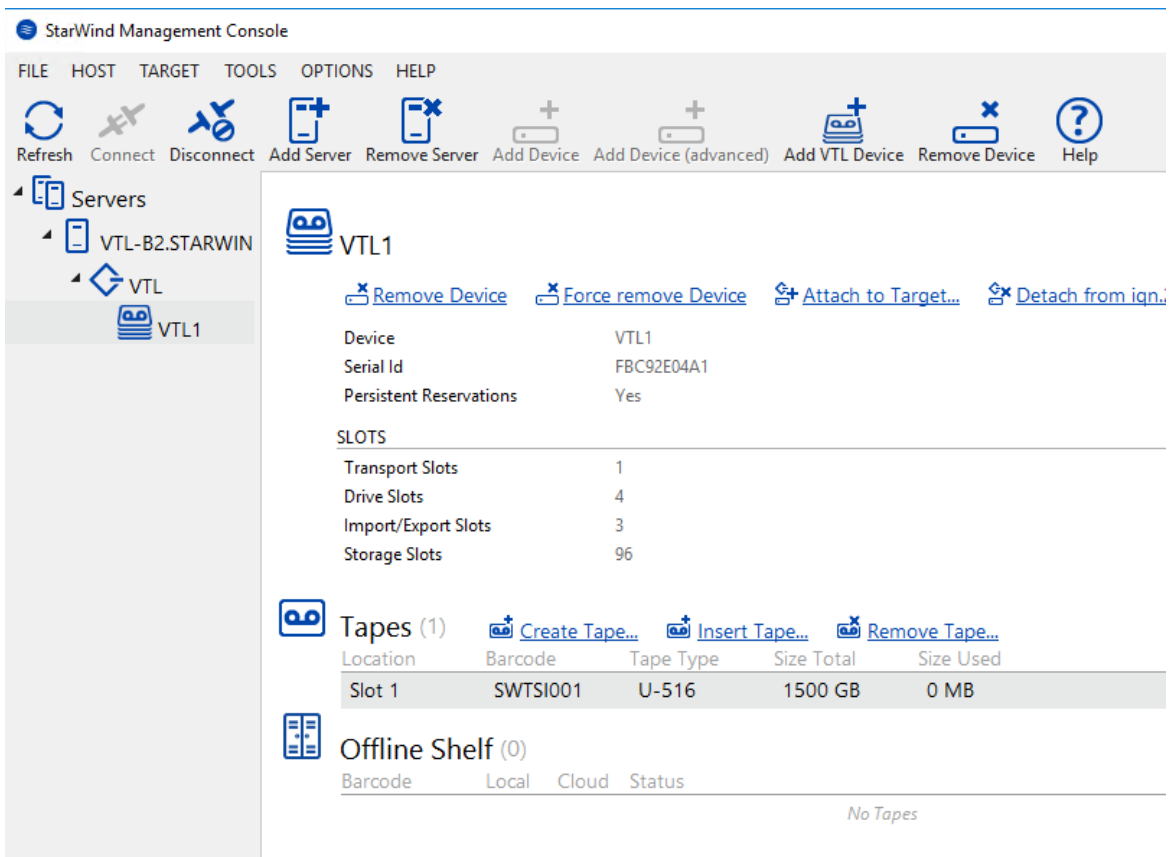 StarWind Management Console
FILE HOST TARGET TOOLS OPTIONS HELP
Refresh Connect Disconnect Add Server Remove Server Add Device Add Device (advanced) Add VTL Device Remove Device Help
Servers
VTL-B2.STARWIN
VTL
VTL1
VTL1
Remove Device Force remove Device Attach to Target... Detach from iqn.
Device VTL1
Serial Id FBC92E04A1
Persistent Reservations Yes
SLOTS
Transport Slots 1
Drive Slots 4
Import/Export Slots 3
Storage Slots 96
Tapes (1) Create Tape... Insert Tape... Remove Tape...
Location Barcode Tape Type Size Total Size Used
Slot 1 SWTSI001 U-516 1500 GB 0 MB
Offline Shelf (0)
Barcode Local Cloud Status
No Tapes